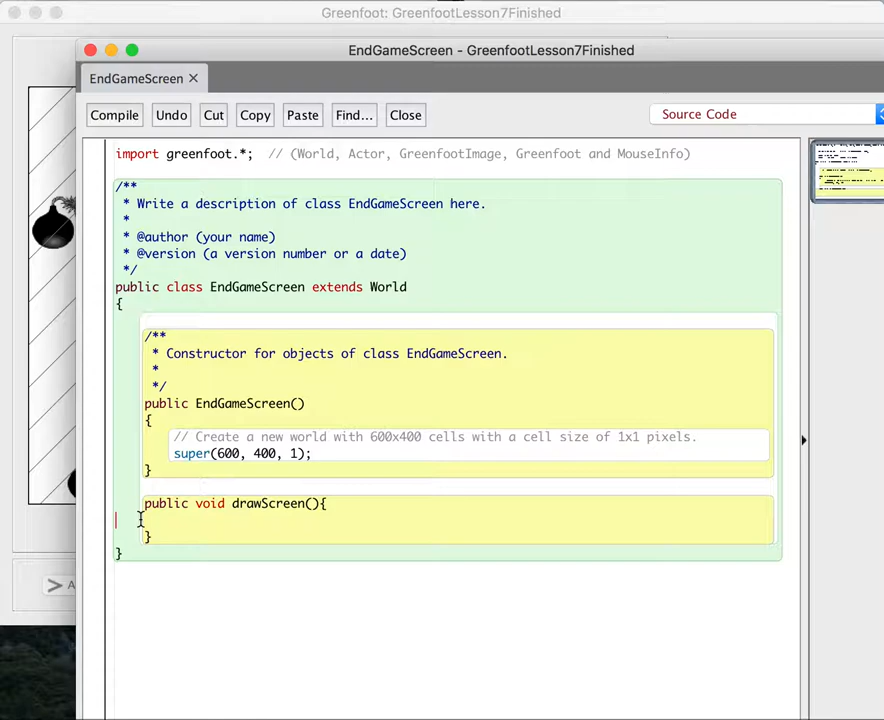 Greenfoot: GreenfootLesson7Finished
EndGameScreen - GreenfootLesson7Finished
EndGameScreen ×
Compile Undo Cut Copy Paste Find... Close Source Code
import greenfoot.*;  // (World, Actor, GreenfootImage, Greenfoot and MouseInfo)
/**
 * Write a description of class EndGameScreen here.
 *
 * @author (your name)
 * @version (a version number or a date)
 */
public class EndGameScreen extends World
{
/**
 * Constructor for objects of class EndGameScreen.
 *
 */
public EndGameScreen()
{
// Create a new world with 600x400 cells with a cell size of 1x1 pixels.
super(600, 400, 1);
}
public void drawScreen(){
}
}
> A